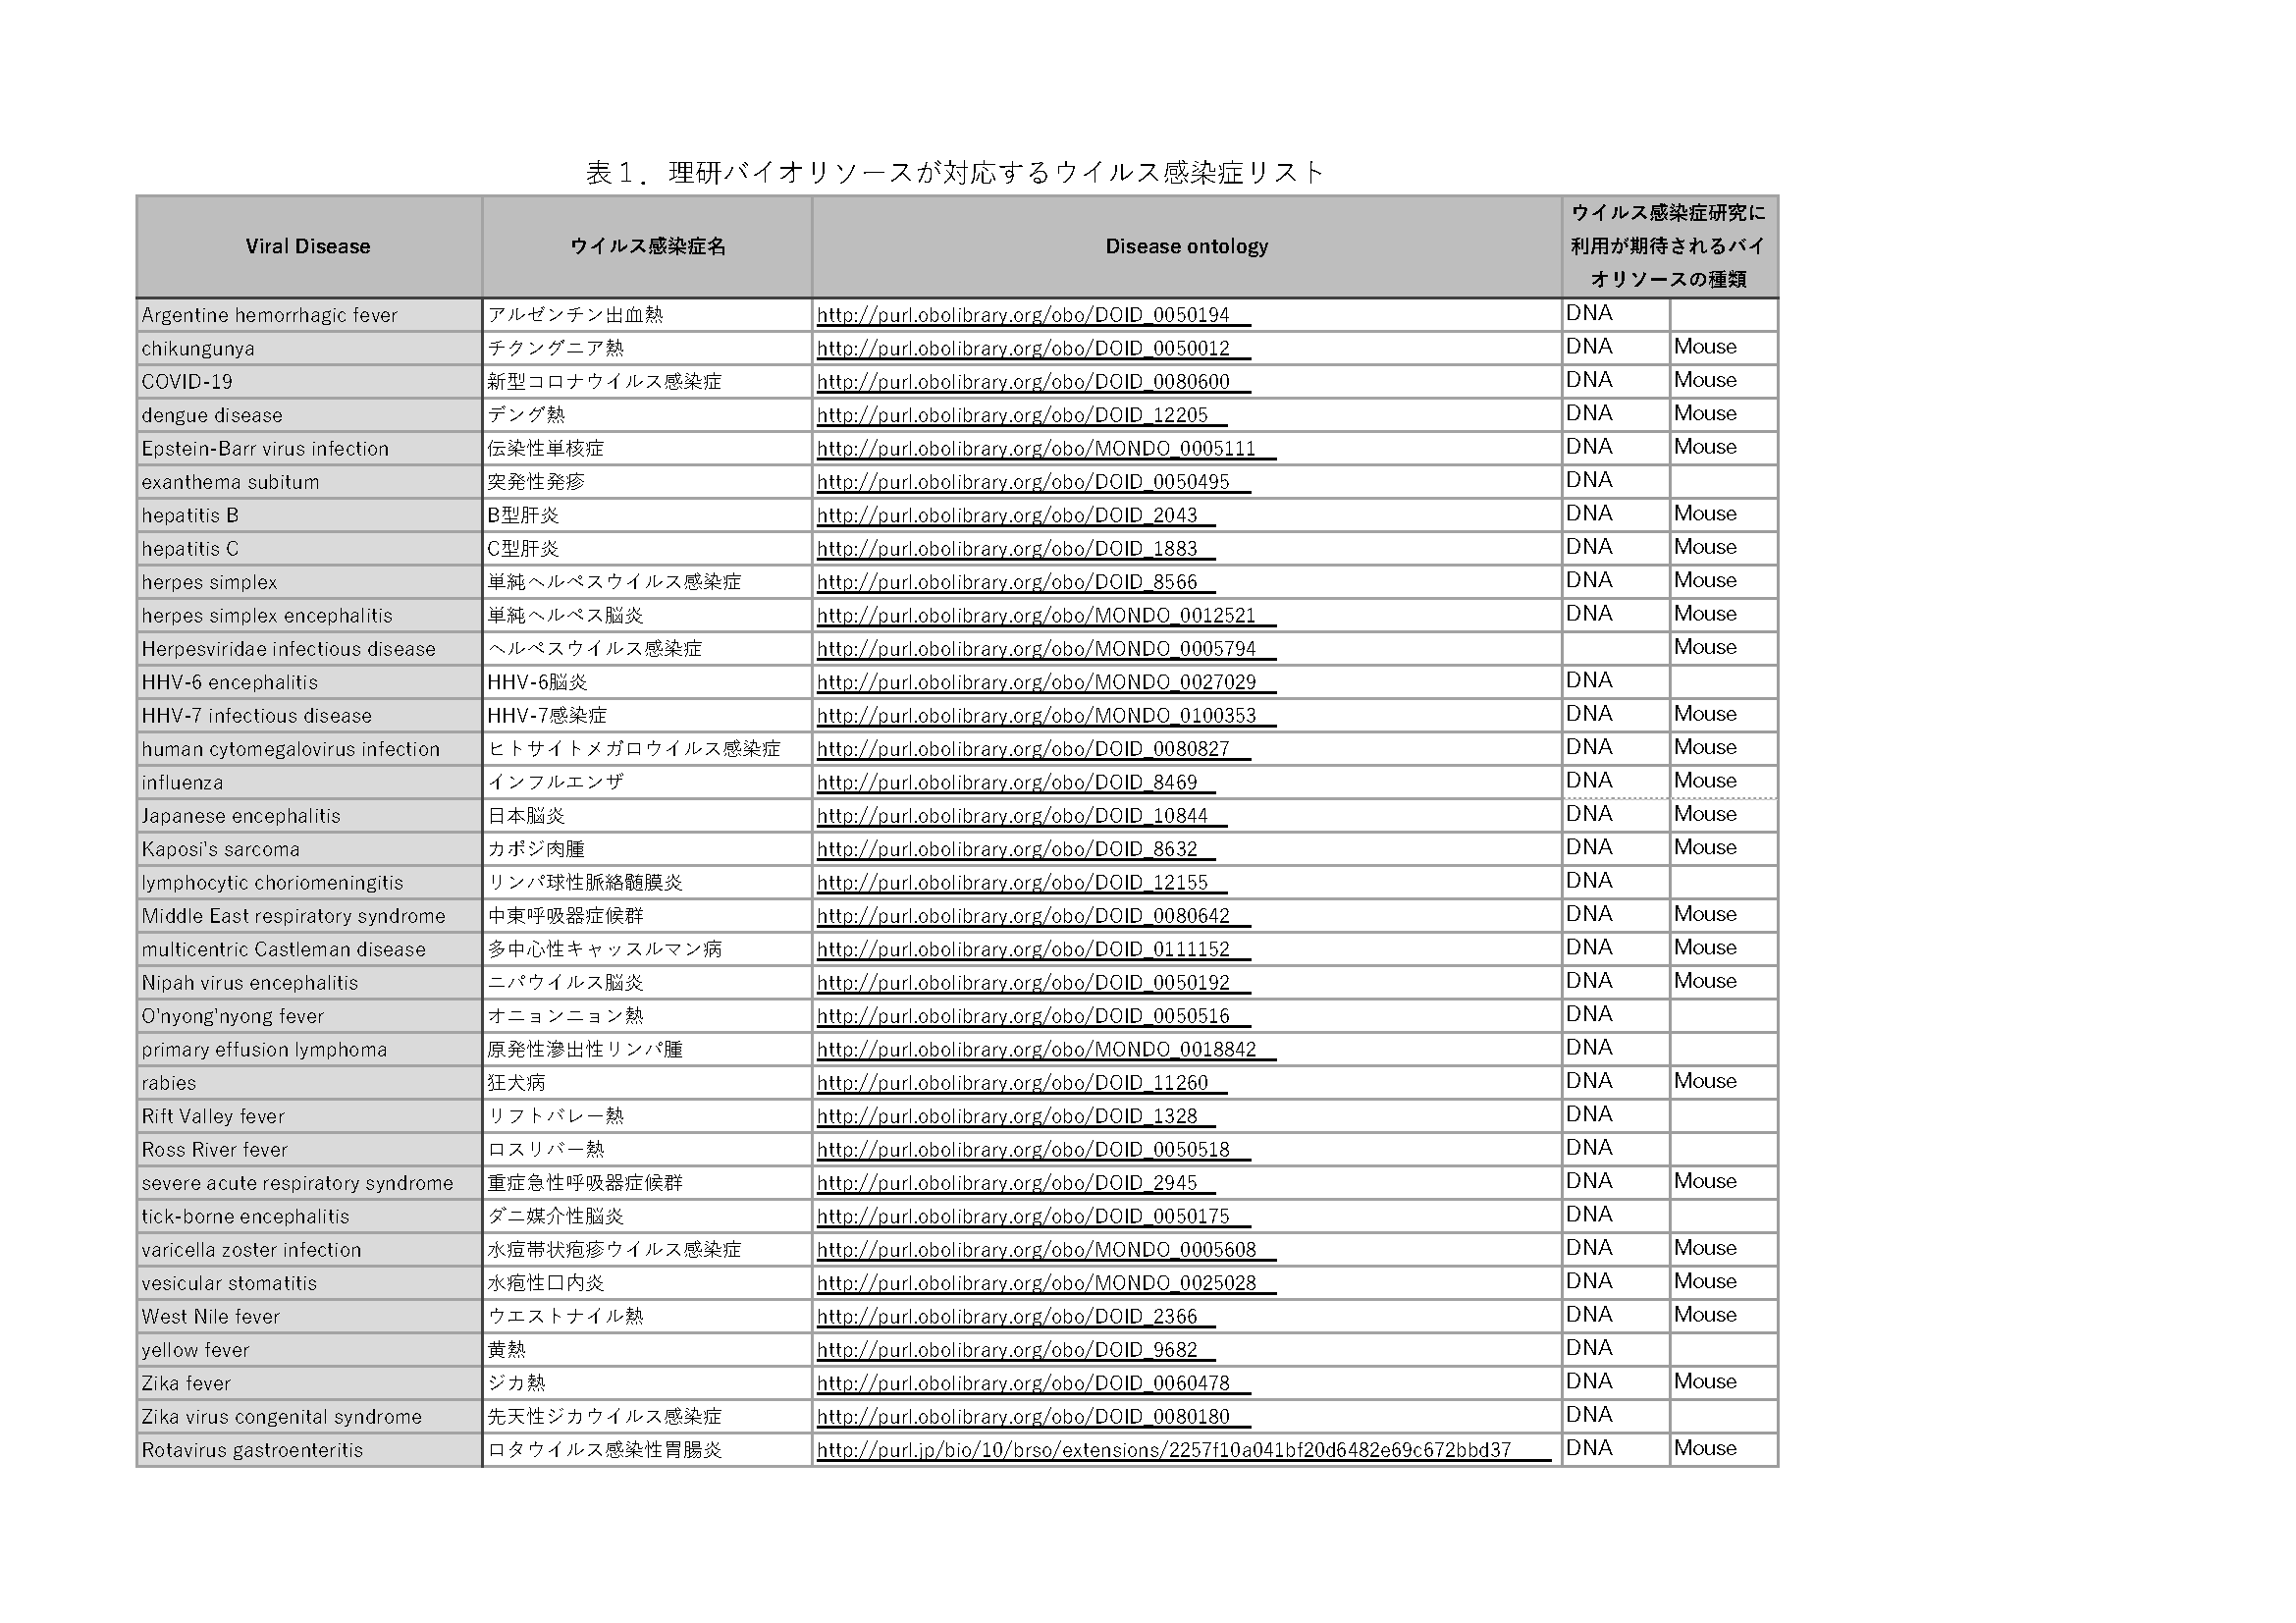 表1．理研バイオリソースが対応するウイルス感染症リスト
Viral Disease ウイルス感染症名 Disease ontology ウイルス感染症研究に
利用が期待されるバイ
オリソースの種類
Argentine hemorrhagic fever アルゼンチン出血熱 http://purl.obolibrary.org/obo/DOID_0050194 DNA
chikungunya チクングニア熱 http://purl.obolibrary.org/obo/DOID_0050012 DNA Mouse
COVID-19 新型コロナウイルス感染症 http://purl.obolibrary.org/obo/DOID_0080600 DNA Mouse
dengue disease デング熱 http://purl.obolibrary.org/obo/DOID_12205 DNA Mouse
Epstein-Barr virus infection 伝染性単核症 http://purl.obolibrary.org/obo/MONDO_0005111 DNA Mouse
exanthema subitum 突発性発疹 http://purl.obolibrary.org/obo/DOID_0050495 DNA
hepatitis B B型肝炎 http://purl.obolibrary.org/obo/DOID_2043 DNA Mouse
hepatitis C C型肝炎 http://purl.obolibrary.org/obo/DOID_1883 DNA Mouse
herpes simplex 単純ヘルペスウイルス感染症 http://purl.obolibrary.org/obo/DOID_8566 DNA Mouse
herpes simplex encephalitis 単純ヘルペス脳炎 http://purl.obolibrary.org/obo/MONDO_0012521 DNA Mouse
Herpesviridae infectious disease ヘルペスウイルス感染症 http://purl.obolibrary.org/obo/MONDO_0005794 Mouse
HHV-6 encephalitis HHV-6脳炎 http://purl.obolibrary.org/obo/MONDO_0027029 DNA
HHV-7 infectious disease HHV-7感染症 http://purl.obolibrary.org/obo/MONDO_0100353 DNA Mouse
human cytomegalovirus infection ヒトサイトメガロウイルス感染症 http://purl.obolibrary.org/obo/DOID_0080827 DNA Mouse
influenza インフルエンザ http://purl.obolibrary.org/obo/DOID_8469 DNA Mouse
Japanese encephalitis 日本脳炎 http://purl.obolibrary.org/obo/DOID_10844 DNA Mouse
Kaposi's sarcoma カポジ肉腫 http://purl.obolibrary.org/obo/DOID_8632 DNA Mouse
lymphocytic choriomeningitis リンパ球性脈絡髄膜炎 http://purl.obolibrary.org/obo/DOID_12155 DNA
Middle East respiratory syndrome 中東呼吸器症候群 http://purl.obolibrary.org/obo/DOID_0080642 DNA Mouse
multicentric Castleman disease 多中心性キャッスルマン病 http://purl.obolibrary.org/obo/DOID_0111152 DNA Mouse
Nipah virus encephalitis ニパウイルス脳炎 http://purl.obolibrary.org/obo/DOID_0050192 DNA Mouse
O'nyong'nyong fever オニョンニョン熱 http://purl.obolibrary.org/obo/DOID_0050516 DNA
primary effusion lymphoma 原発性滲出性リンパ腫 http://purl.obolibrary.org/obo/MONDO_0018842 DNA
rabies 狂犬病 http://purl.obolibrary.org/obo/DOID_11260 DNA Mouse
Rift Valley fever リフトバレー熱 http://purl.obolibrary.org/obo/DOID_1328 DNA
Ross River fever ロスリバー熱 http://purl.obolibrary.org/obo/DOID_0050518 DNA
severe acute respiratory syndrome 重症急性呼吸器症候群 http://purl.obolibrary.org/obo/DOID_2945 DNA Mouse
tick-borne encephalitis ダニ媒介性脳炎 http://purl.obolibrary.org/obo/DOID_0050175 DNA
varicella zoster infection 水痘帯状疱疹ウイルス感染症 http://purl.obolibrary.org/obo/MONDO_0005608 DNA Mouse
vesicular stomatitis 水疱性口内炎 http://purl.obolibrary.org/obo/MONDO_0025028 DNA Mouse
West Nile fever ウエストナイル熱 http://purl.obolibrary.org/obo/DOID_2366 DNA Mouse
yellow fever 黄熱 http://purl.obolibrary.org/obo/DOID_9682 DNA
Zika fever ジカ熱 http://purl.obolibrary.org/obo/DOID_0060478 DNA Mouse
Zika virus congenital syndrome 先天性ジカウイルス感染症 http://purl.obolibrary.org/obo/DOID_0080180 DNA
Rotavirus gastroenteritis ロタウイルス感染性胃腸炎 http://purl.jp/bio/10/brso/extensions/2257f10a041bf20d6482e69c672bbd37 DNA Mouse